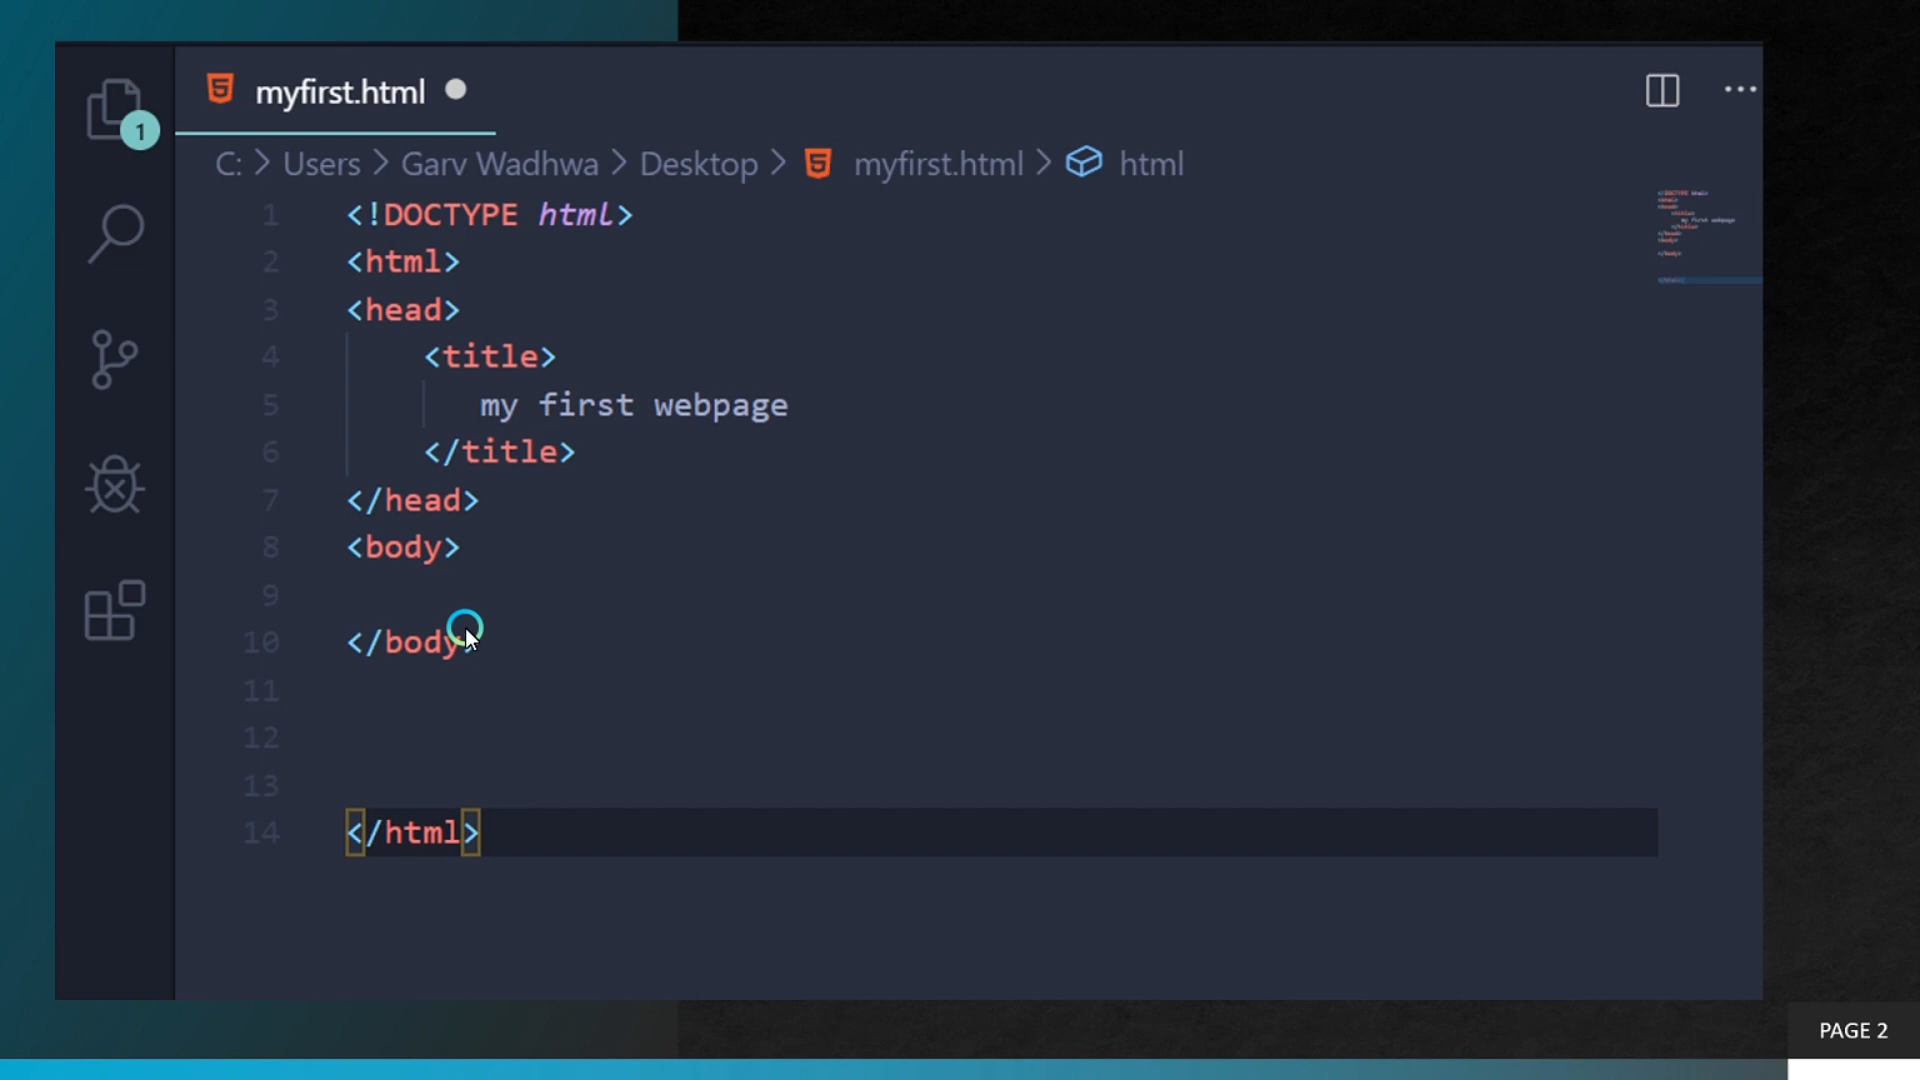 myfirst.html
1
C: > Users > Garv Wadhwa > Desktop > myfirst.html > html
1 <!DOCTYPE html>
2 <html>
3 <head>
4 <title>
5 my first webpage
6 </title>
7 </head>
8 <body>
9
10 </body>
11
12
13
14 </html>
PAGE 2